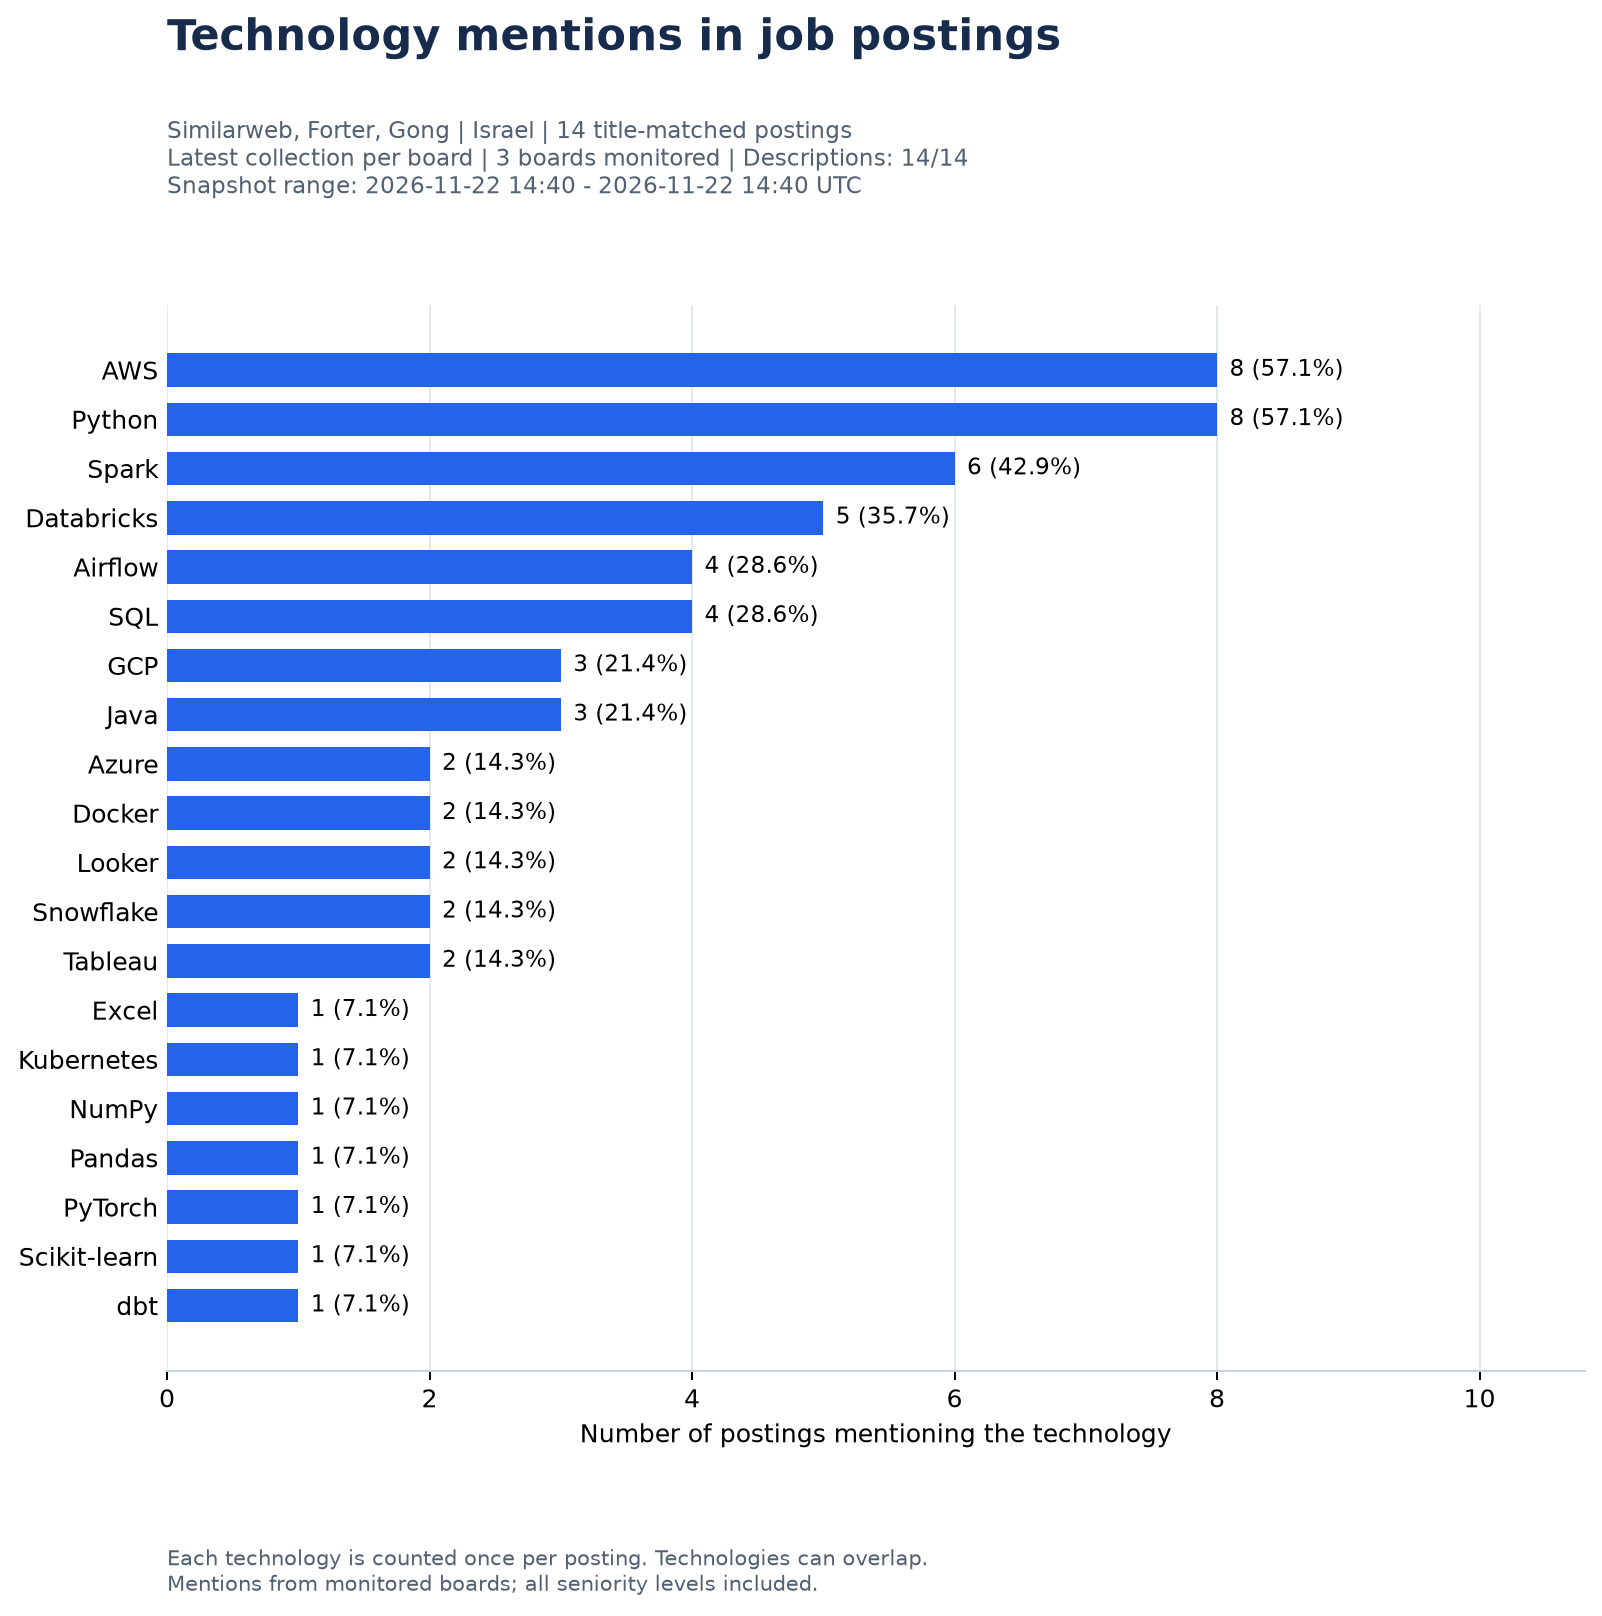 Technology mentions in job postings
Similarweb, Forter, Gong | Israel | 14 title-matched postings
Latest collection per board | 3 boards monitored | Descriptions: 14/14
Snapshot range: 2026-11-22 14:40 - 2026-11-22 14:40 UTC
AWS 8 (57.1%)
Python 8 (57.1%)
Spark 6 (42.9%)
Databricks 5 (35.7%)
Airflow 4 (28.6%)
SQL 4 (28.6%)
GCP 3 (21.4%)
Java 3 (21.4%)
Azure 2 (14.3%)
Docker 2 (14.3%)
Looker 2 (14.3%)
Snowflake 2 (14.3%)
Tableau 2 (14.3%)
Excel 1 (7.1%)
Kubernetes 1 (7.1%)
NumPy 1 (7.1%)
Pandas 1 (7.1%)
PyTorch 1 (7.1%)
Scikit-learn 1 (7.1%)
dbt 1 (7.1%)
0 2 4 6 8 10
Number of postings mentioning the technology
Each technology is counted once per posting. Technologies can overlap.
Mentions from monitored boards; all seniority levels included.